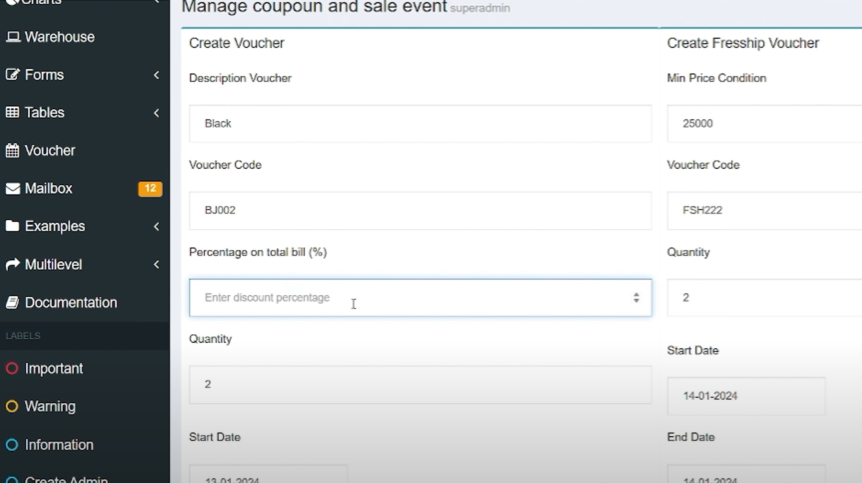 Charts
Manage coupoun and sale event superadmin
Warehouse
Forms
Tables
Voucher
Mailbox 12
Examples
Multilevel
Documentation
LABELS
Important
Warning
Information
Create Admin
Create Voucher
Description Voucher
Black
Voucher Code
BJ002
Percentage on total bill (%)
Enter discount percentage
Quantity
2
Start Date
13-01-2024
Create Fresship Voucher
Min Price Condition
25000
Voucher Code
FSH222
Quantity
2
Start Date
14-01-2024
End Date
14-01-2024